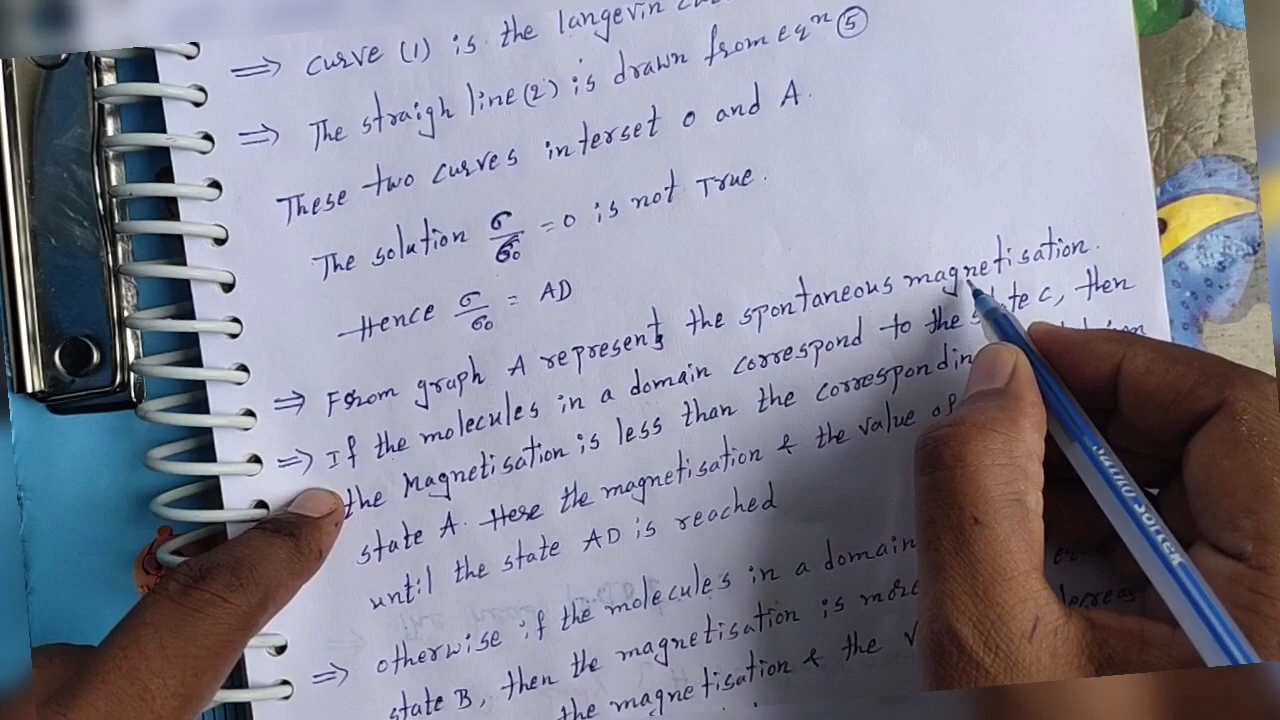 ⇒ curve (1) is the langevin
⇒ The straigh line(2) is drawn from eqⁿ ⑤
These two curves interset o and A.
The solution σ/σ₀ = 0 is not True.
Hence σ/σ₀ = AD
⇒ From graph A represents the spontaneous magnetisation.
⇒ If the molecules in a domain correspond to the state c, then
the Magnetisation is less than the
state A. Here the magnetisation & the value of
until the state AD is reached
⇒ otherwise if the molecules in a domain
state B, then the magnetisation is more
the magnetisation & the